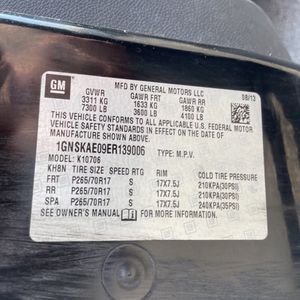 GM
MFD BY GENERAL MOTORS LLC
08/13
GVWR GAWR FRT GAWR RR
3311 KG 1633 KG 1860 KG
7300 LB 3600 LB 4100 LB
THIS VEHICLE CONFORMS TO ALL APPLICABLE U.S. FEDERAL MOTOR
VEHICLE SAFETY STANDARDS IN EFFECT ON THE DATE OF
MANUFACTURE SHOWN ABOVE.
1GNSKAE09ER139006 TYPE: M.P.V.
MODEL: K10706
KH8N TIRE SIZE SPEED RTG RIM COLD TIRE PRESSURE
FRT P265/70R17 S 17X7.5J 210KPA(30PSI)
RR P265/70R17 S 17X7.5J 210KPA(30PSI)
SPA P265/70R17 S 17X7.5J 240KPA(35PSI)
SEE OWNER'S MANUAL FOR MORE INFORMATION.